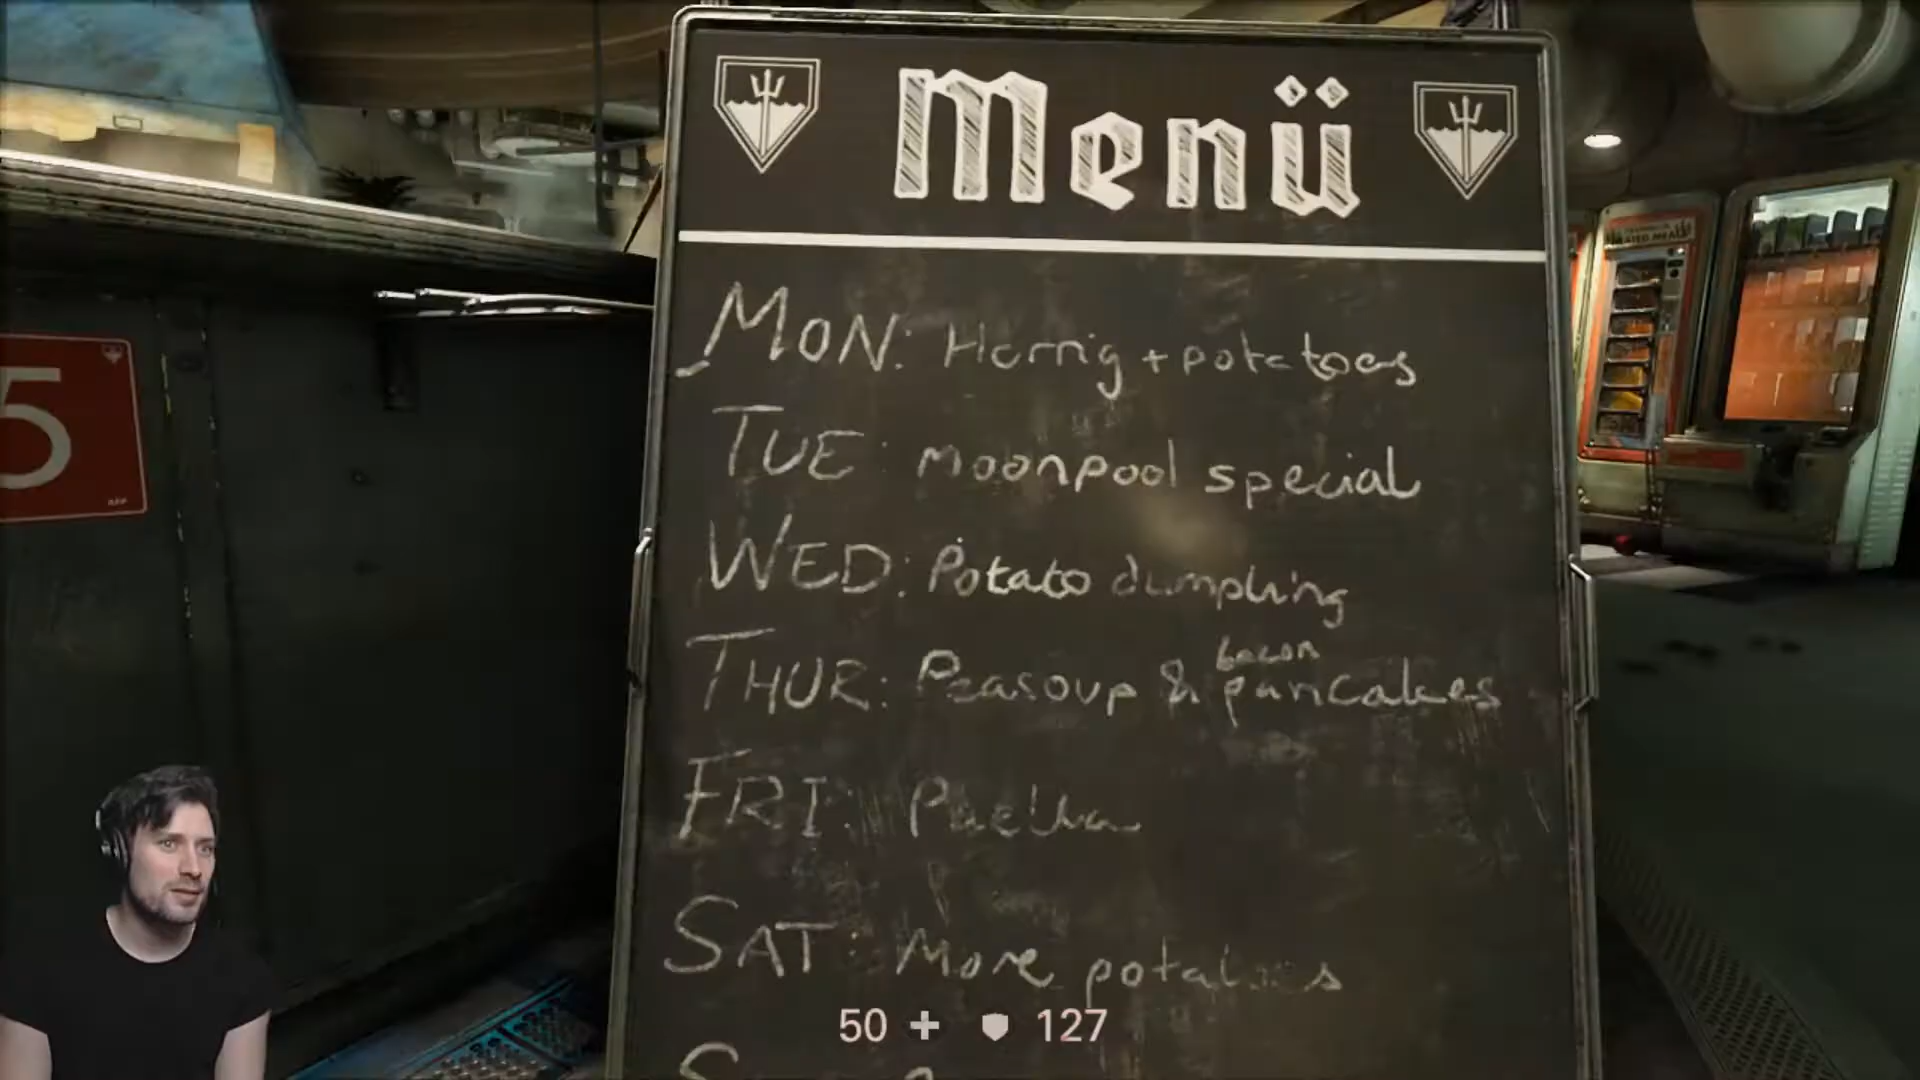 Menü
MON: Herrig + potatoes
TUE: moonpool special
WED: Potato dumpling
THUR: Peasoup & bacon pancakes
FRI: Paella
SAT: More potatoes
50 127
5